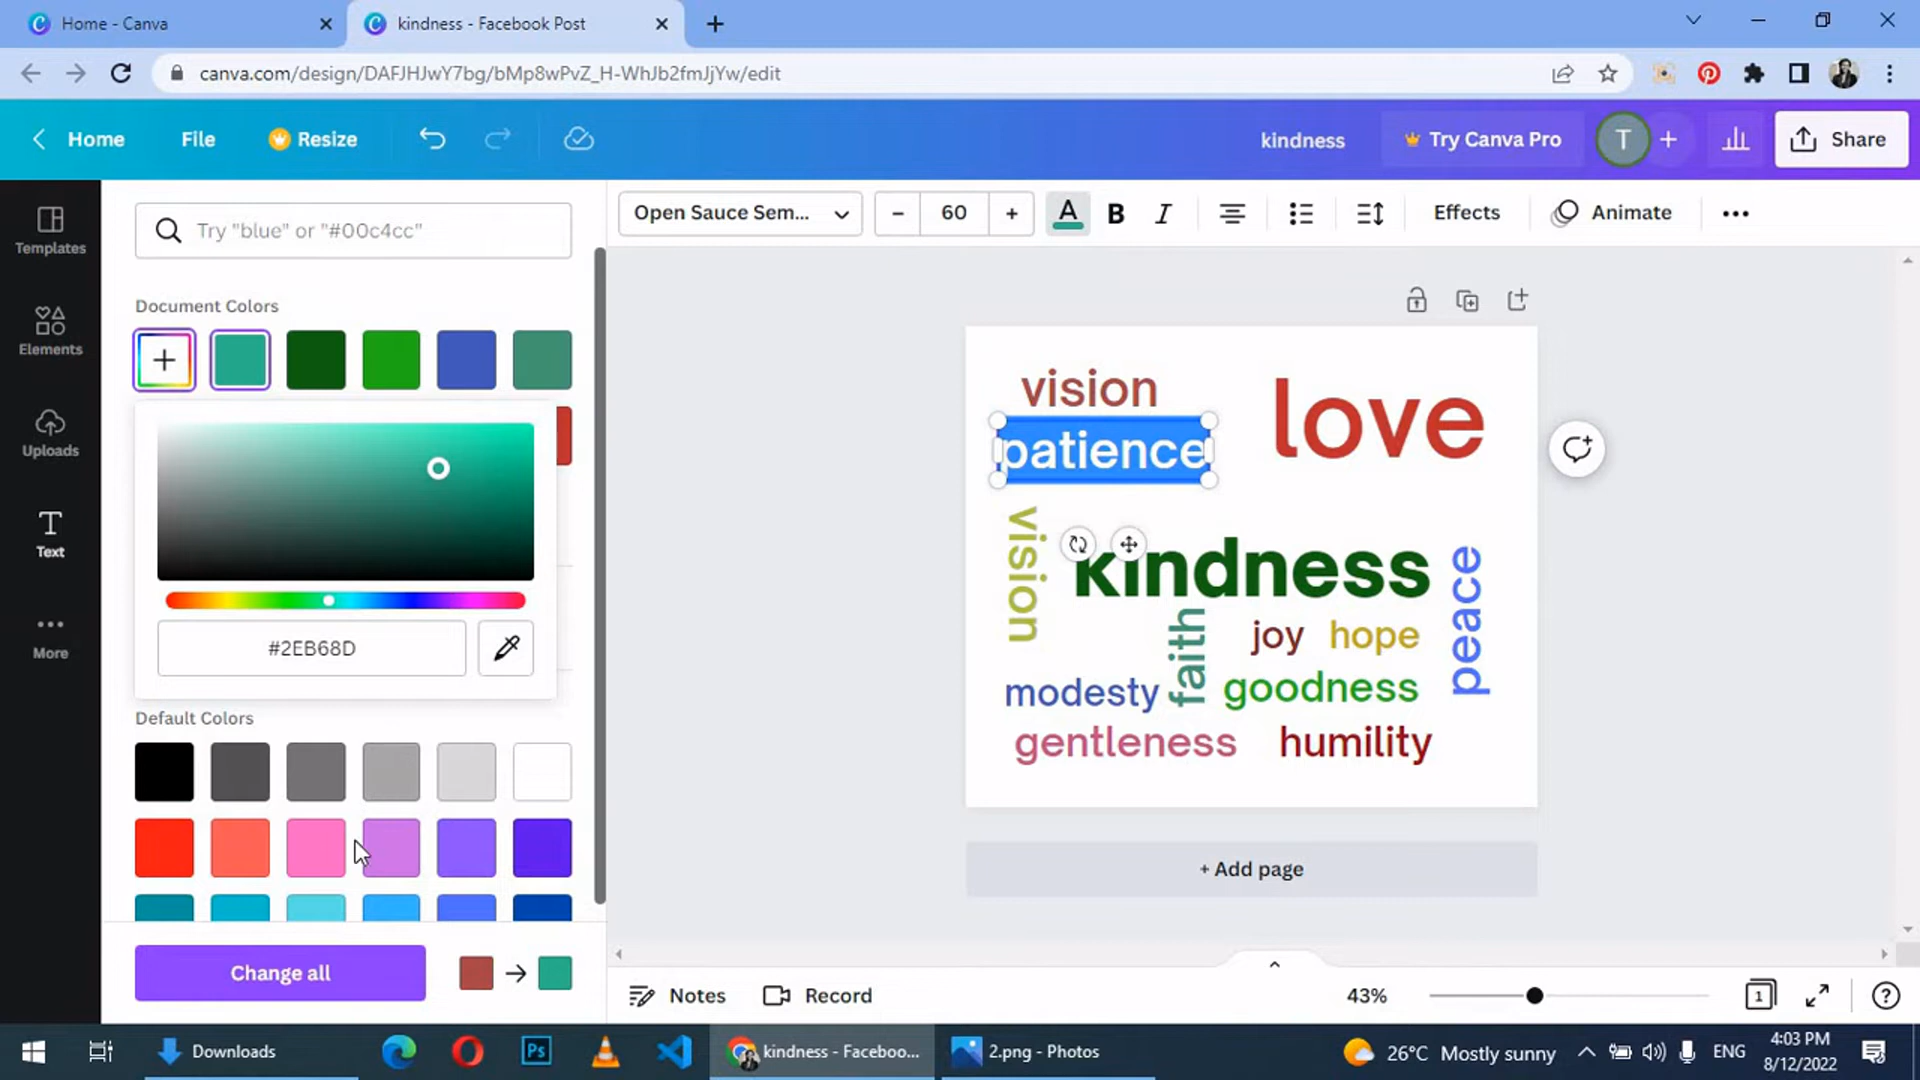 Home - Canva
kindness - Facebook Post
canva.com/design/DAFJHJwY7bg/bMp8wPvZ_H-WhJb2fmJjYw/edit
Home
File
Resize
kindness
Try Canva Pro
T
Share
Templates
Elements
Uploads
Text
More
Try "blue" or "#00c4cc"
Document Colors
#2EB68D
Default Colors
Change all
Open Sauce Sem...
60
A
B
I
Effects
Animate
vision
love
patience
vision
kindness
peace
faith
joy
hope
modesty
goodness
gentleness
humility
+ Add page
Notes
Record
43%
1
Downloads
Ps
kindness - Faceboo...
2.png - Photos
26°C Mostly sunny
ENG
4:03 PM
8/12/2022